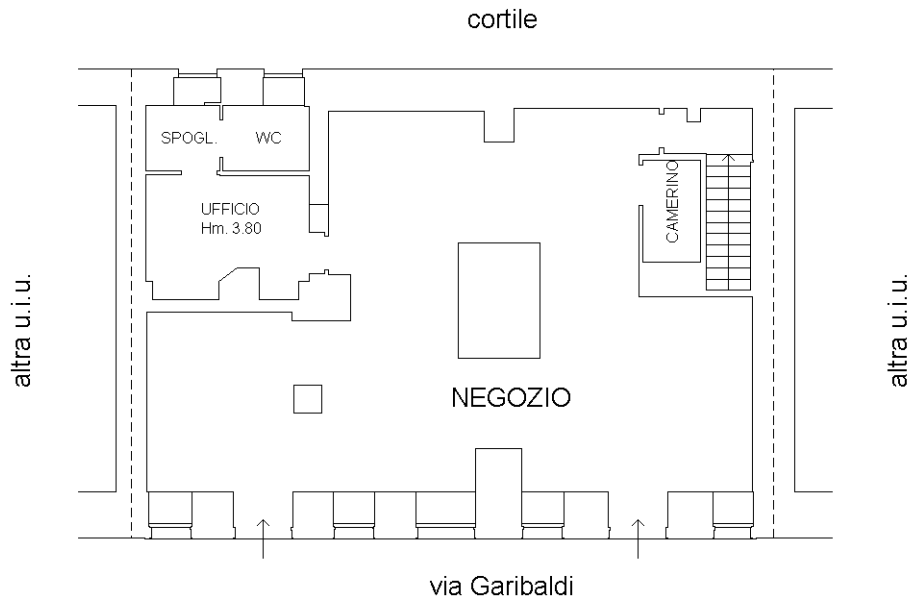 cortile
SPOGL.
WC
UFFICIO
Hm. 3.80
CAMERINO
altra u.i.u.
altra u.i.u.
NEGOZIO
via Garibaldi